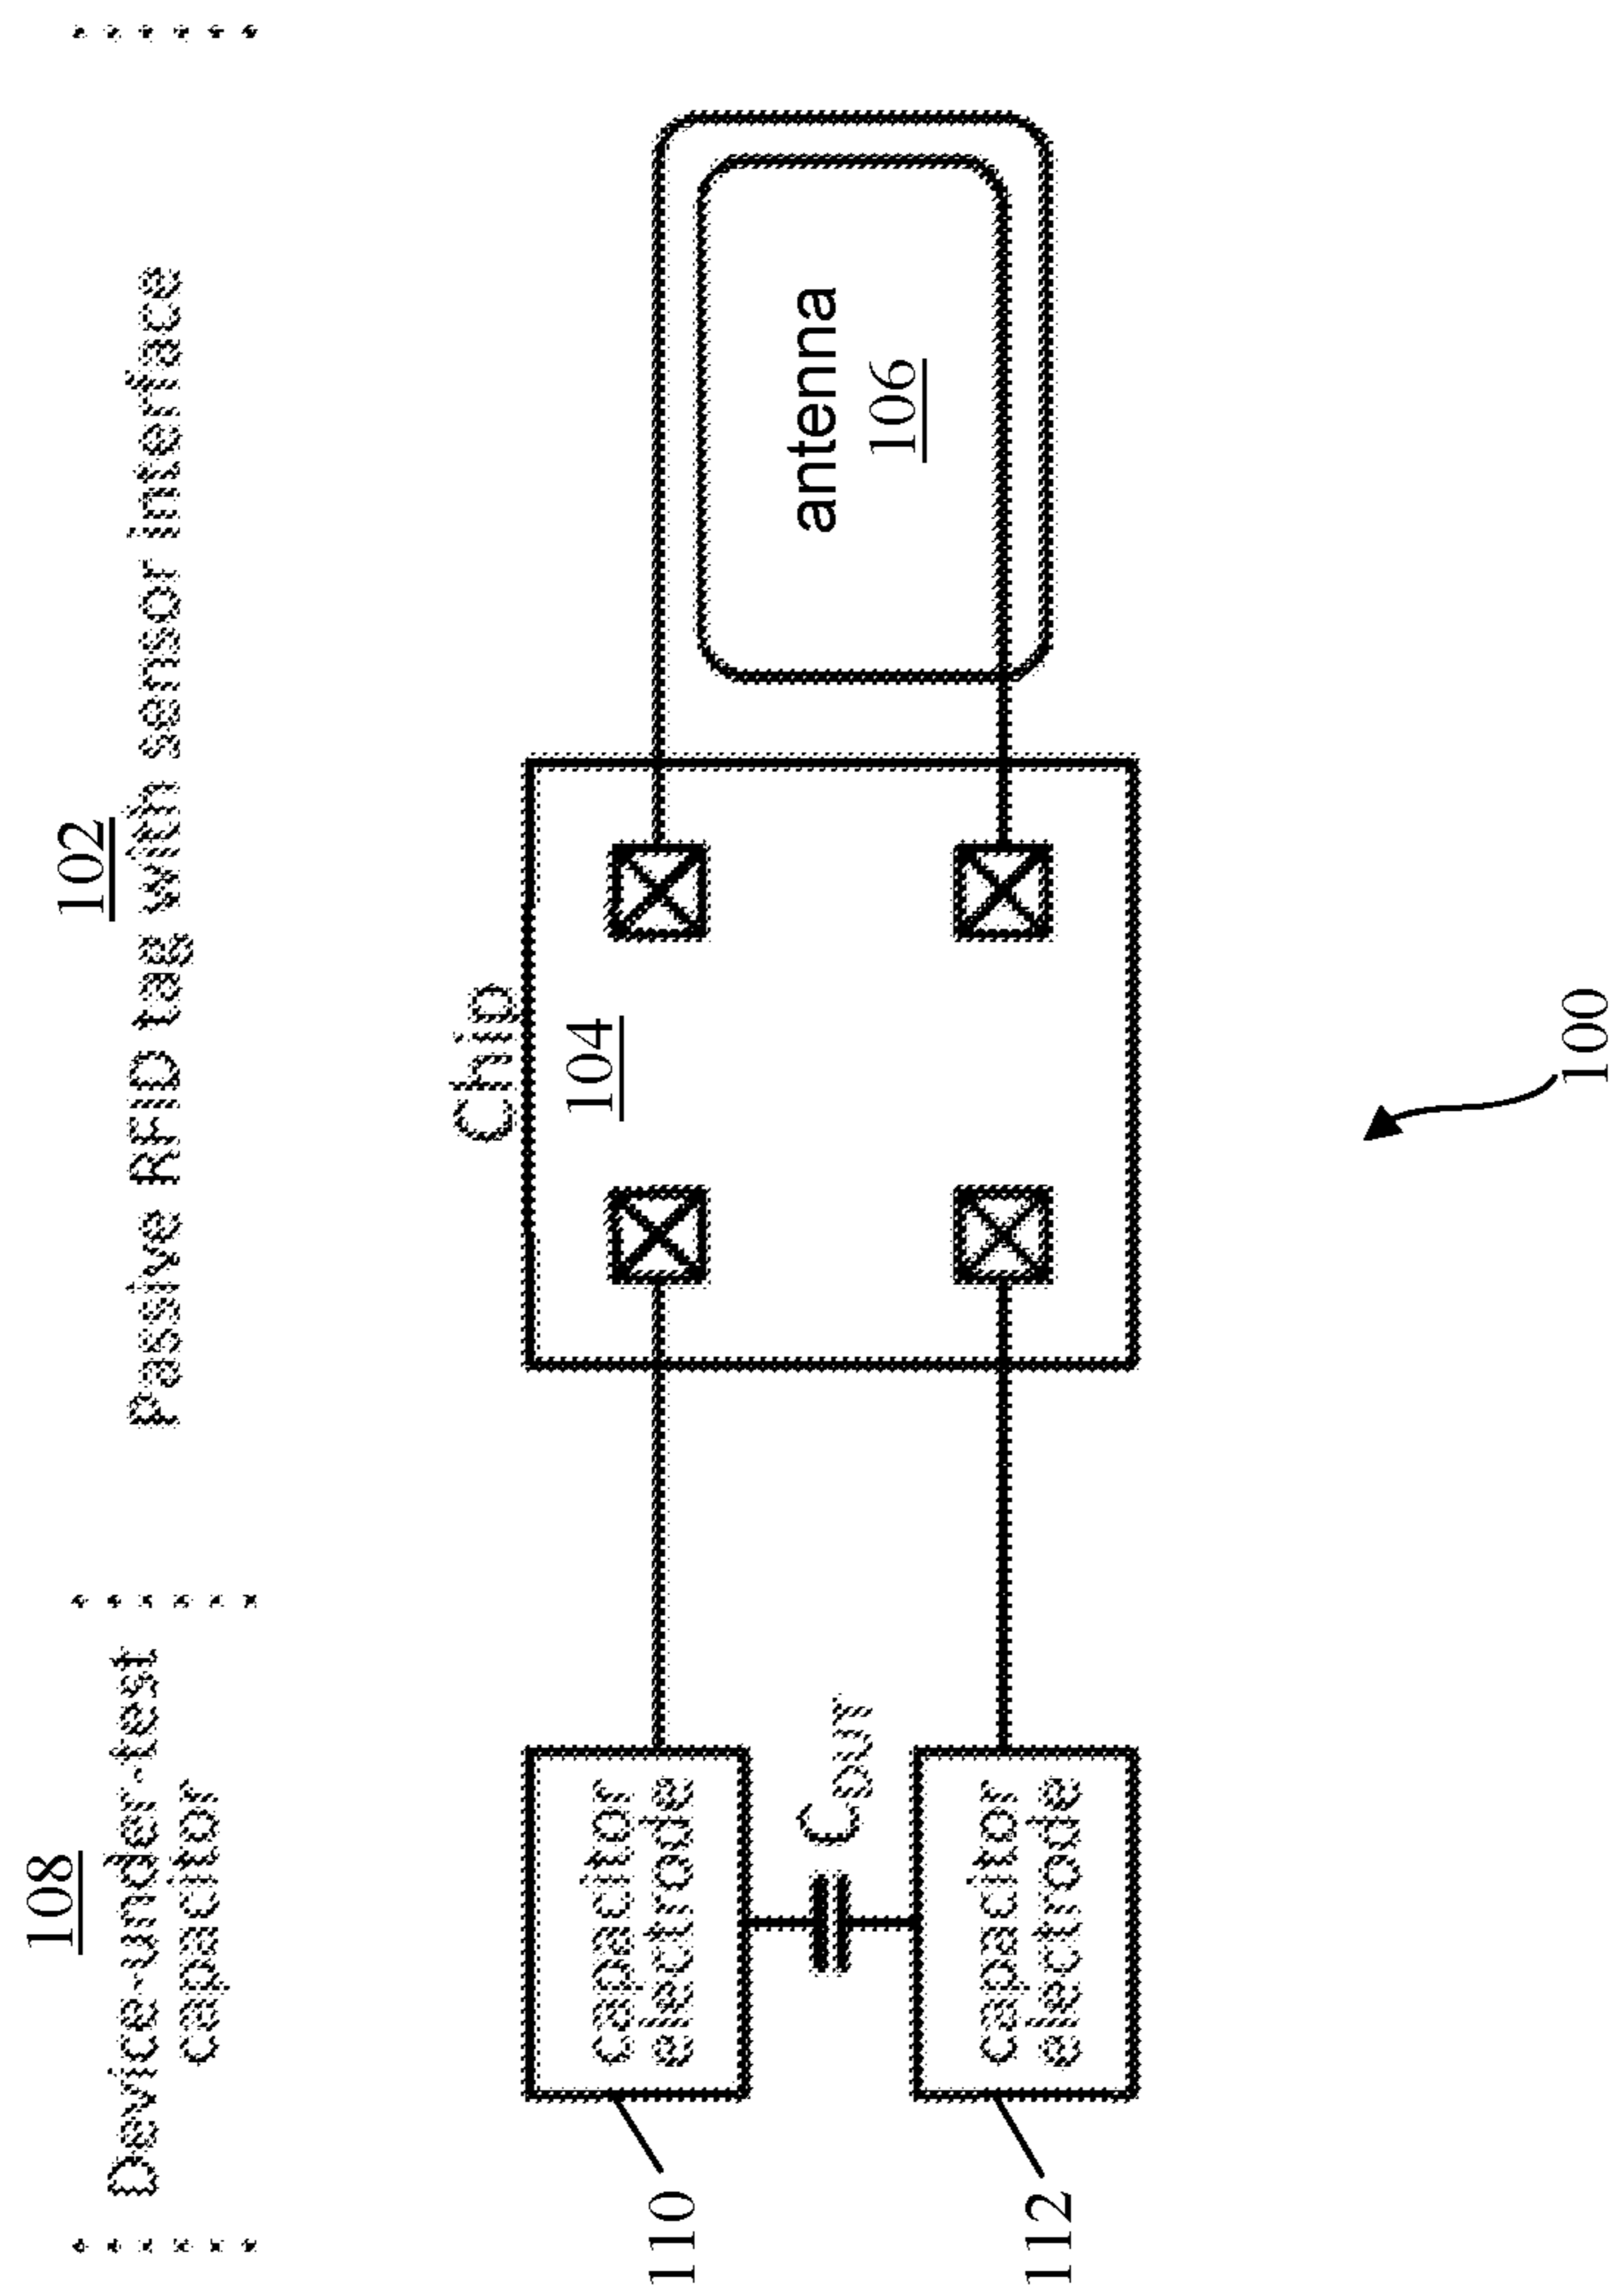 108
Device-under-test
capacitor
102
Passive RFID tag with sensor interface
Chip
104
antenna
106
110
capacitor
electrode
CDUT
112
capacitor
electrode
100